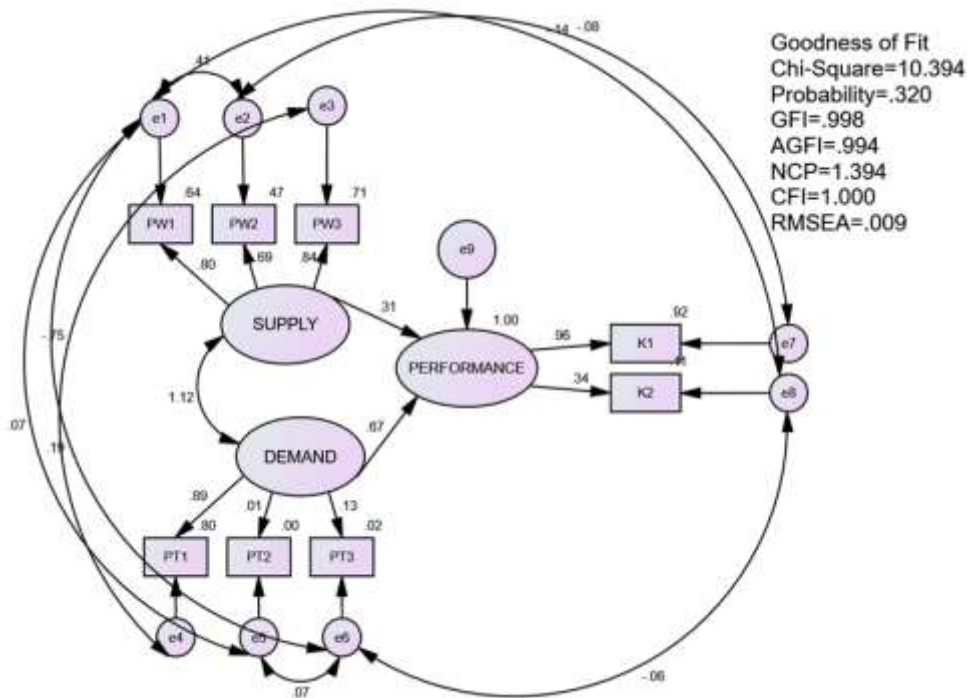 Goodness of Fit
Chi-Square=10.394
Probability=.320
GFI=.998
AGFI=.994
NCP=1.394
CFI=1.000
RMSEA=.009
-.14
-.08
.41
e1
e2
e3
.64
.47
.71
PW1
PW2
PW3
.80
.69
.84
e9
SUPPLY
.31
1.00
.92
.96
K1
e7
PERFORMANCE
-.75
.34
K2
e8
1.12
.07
.19
.67
DEMAND
.89
.01
.13
.80
.00
.02
PT1
PT2
PT3
e4
e5
e6
.07
-.06